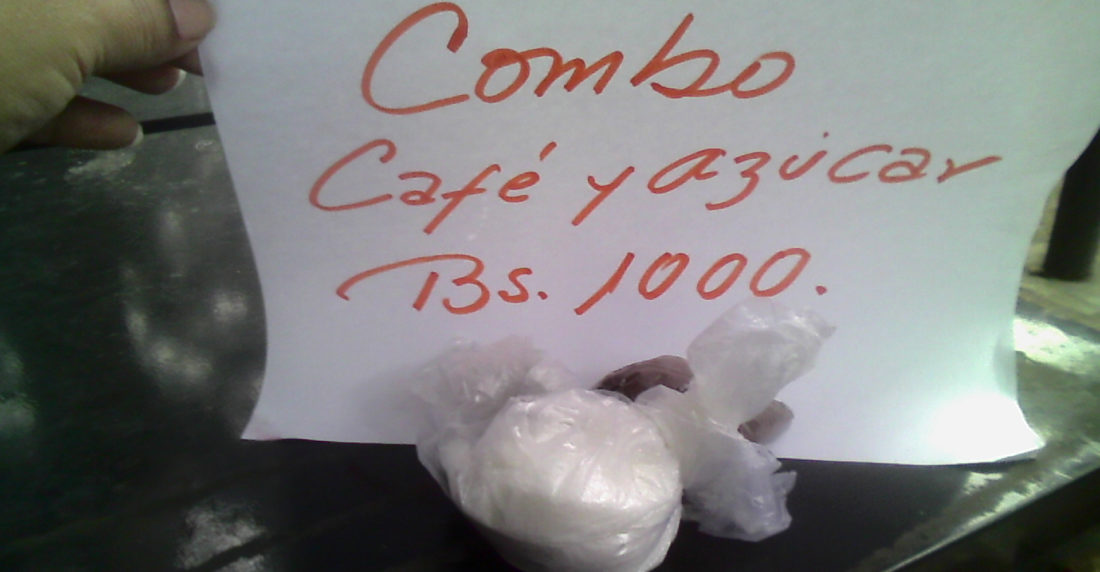 Combo
Café y azúcar
Bs. 1000.